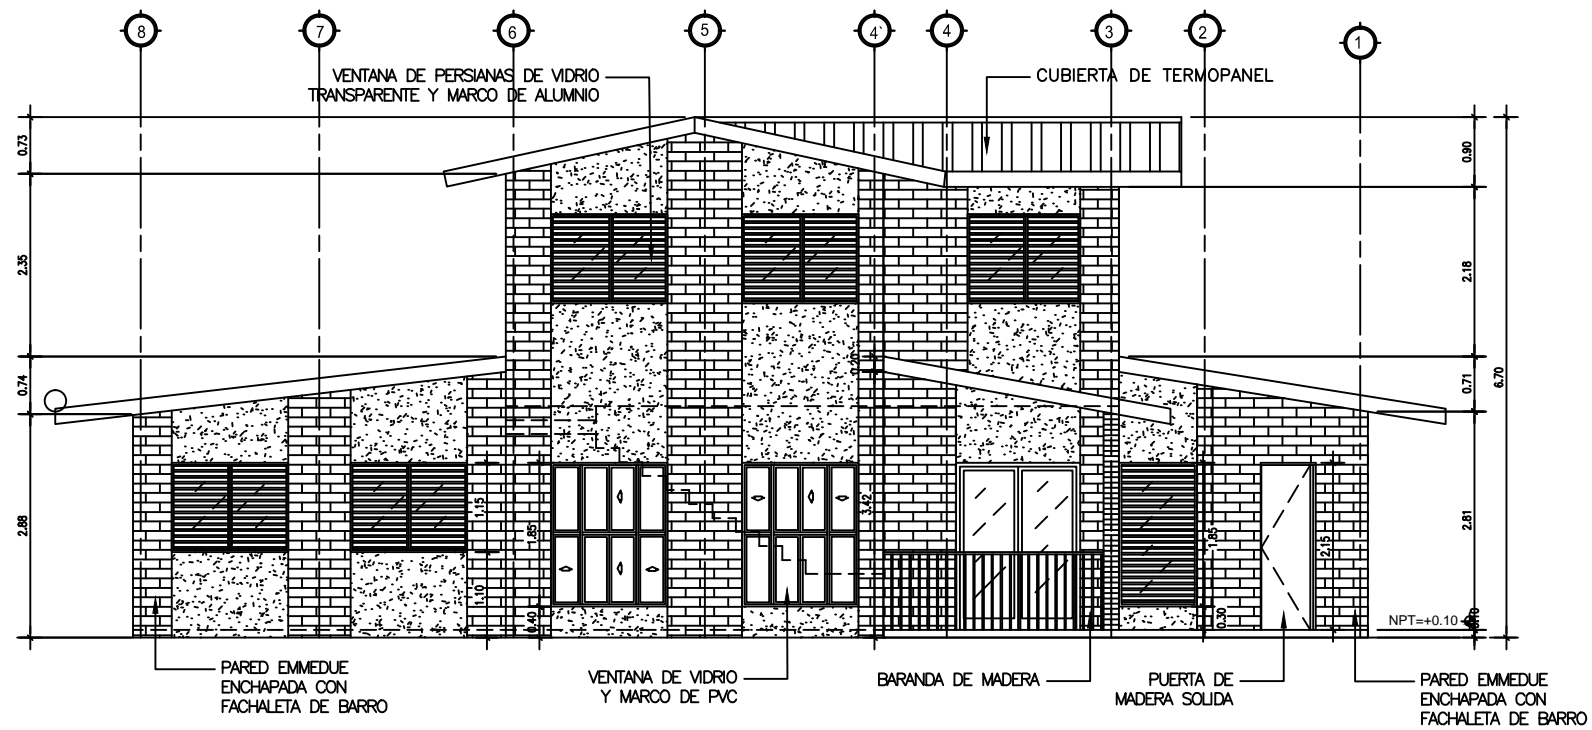 8 7 6 5 4` 4 3 2 1
VENTANA DE PERSIANAS DE VIDRIO
TRANSPARENTE Y MARCO DE ALUMNIO
CUBIERTA DE TERMOPANEL
0.73
2.35
0.74
2.88
0.90
2.18
0.71
2.81
6.70
0.20
1.15
1.10
1.85
0.40
3.42
1.85
0.30
2.15
NPT=+0.10
PARED EMMEDUE
ENCHAPADA CON
FACHALETA DE BARRO
VENTANA DE VIDRIO
Y MARCO DE PVC
BARANDA DE MADERA
PUERTA DE
MADERA SOLIDA
PARED EMMEDUE
ENCHAPADA CON
FACHALETA DE BARRO